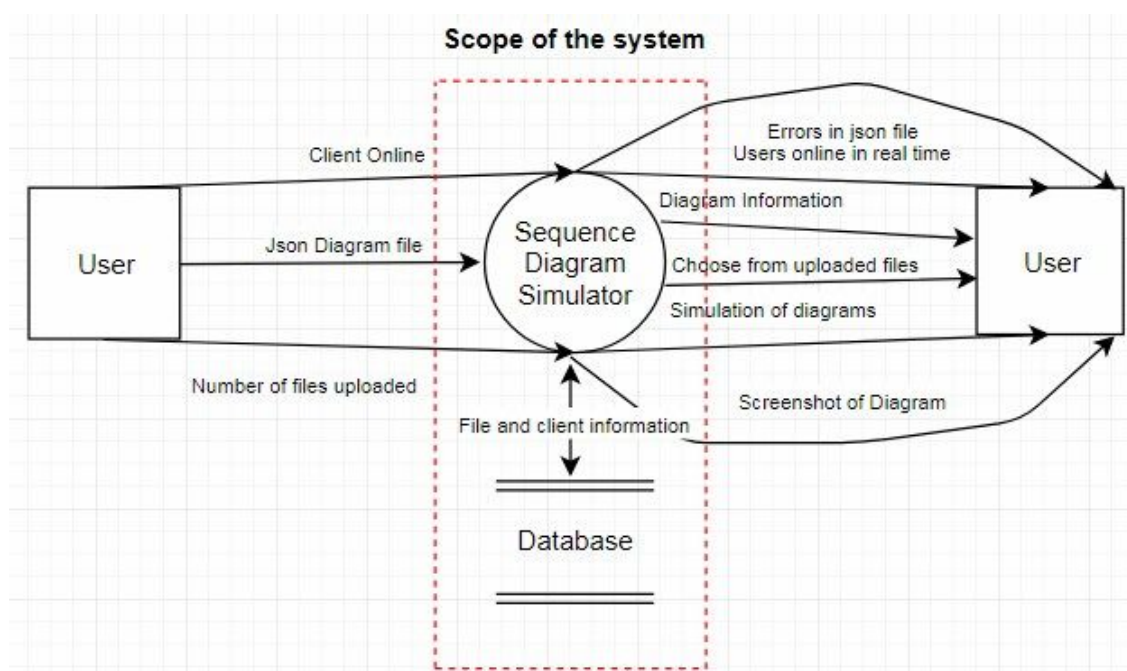 Scope of the system
Errors in json file
Users online in real time
Client Online
Diagram Information
User
Json Diagram file
Sequence
Diagram
Simulator
Choose from uploaded files
User
Simulation of diagrams
Number of files uploaded
Screenshot of Diagram
File and client information
Database